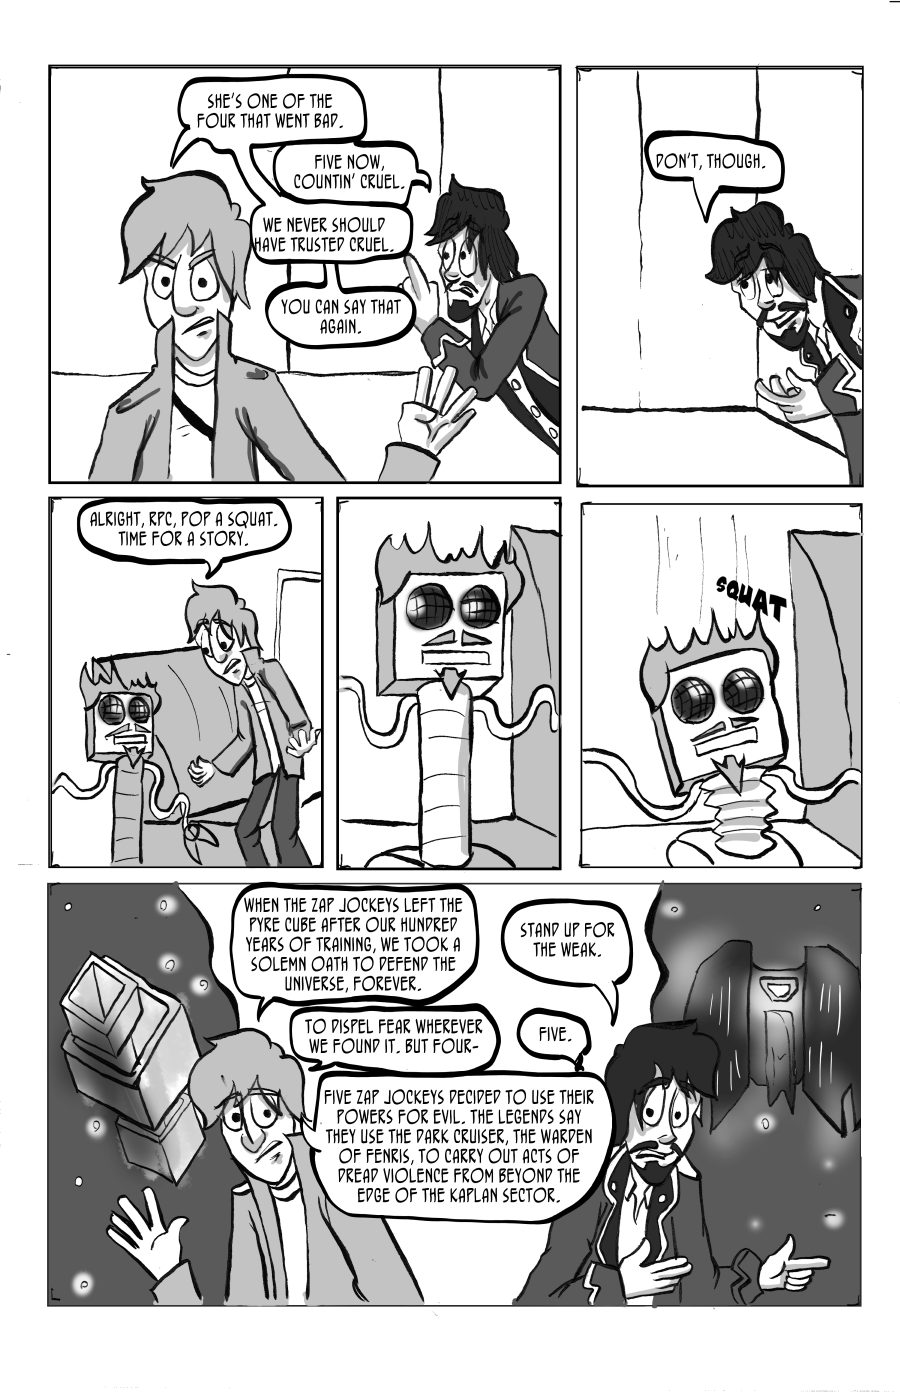 SHE'S ONE OF THE
FOUR THAT WENT BAD.
FIVE NOW,
COUNTIN' CRUEL.
WE NEVER SHOULD
HAVE TRUSTED CRUEL.
YOU CAN SAY THAT
AGAIN.
DON'T, THOUGH.
ALRIGHT, RPC, POP A SQUAT.
TIME FOR A STORY.
SQUAT
WHEN THE ZAP JOCKEYS LEFT THE
PYRE CUBE AFTER OUR HUNDRED
YEARS OF TRAINING, WE TOOK A
SOLEMN OATH TO DEFEND THE
UNIVERSE, FOREVER.
STAND UP FOR
THE WEAK.
TO DISPEL FEAR WHEREVER
WE FOUND IT. BUT FOUR-
FIVE.
FIVE ZAP JOCKEYS DECIDED TO USE THEIR
POWERS FOR EVIL. THE LEGENDS SAY
THEY USE THE DARK CRUISER, THE WARDEN
OF FENRIS, TO CARRY OUT ACTS OF
DREAD VIOLENCE FROM BEYOND THE
EDGE OF THE KAPLAN SECTOR.